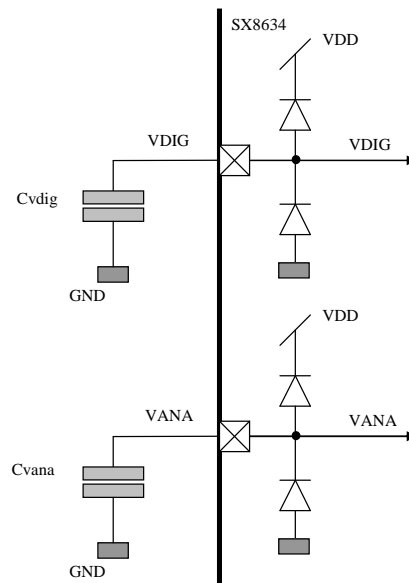 SX8634
VDD
VDIG
VDIG
Cvdig
GND
VDD
VANA
VANA
Cvana
GND